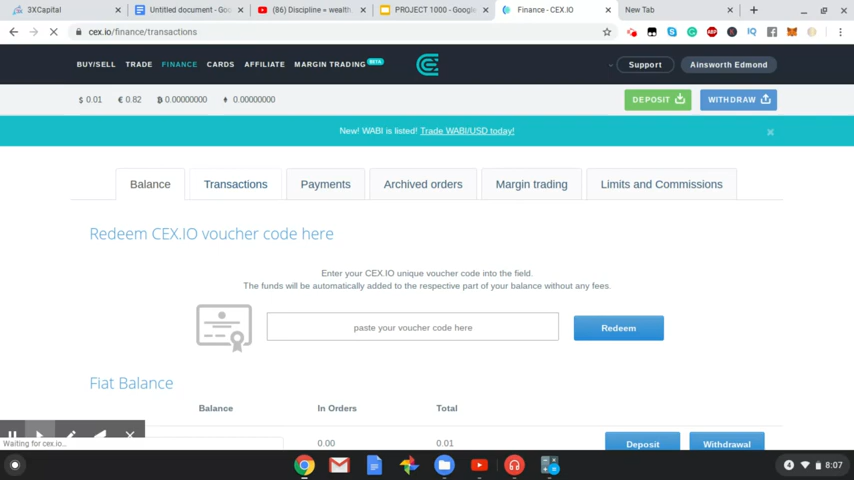 3XCapital
Untitled document - Goo
(86) Discipline = wealth
PROJECT 1000 - Google
Finance - CEX.IO
New Tab
cex.io/finance/transactions
BUY/SELL
TRADE
FINANCE
CARDS
AFFILIATE
MARGIN TRADING BETA
Support
Ainsworth Edmond
$ 0.01
€ 0.82
0.00000000
0.00000000
DEPOSIT
WITHDRAW
New! WABI is listed! Trade WABI/USD today!
Balance
Transactions
Payments
Archived orders
Margin trading
Limits and Commissions
Redeem CEX.IO voucher code here
Enter your CEX.IO unique voucher code into the field.
The funds will be automatically added to the respective part of your balance without any fees.
paste your voucher code here
Redeem
Fiat Balance
Balance
In Orders
Total
0.00
0.01
Deposit
Withdrawal
Waiting for cex.io...
4
8:07